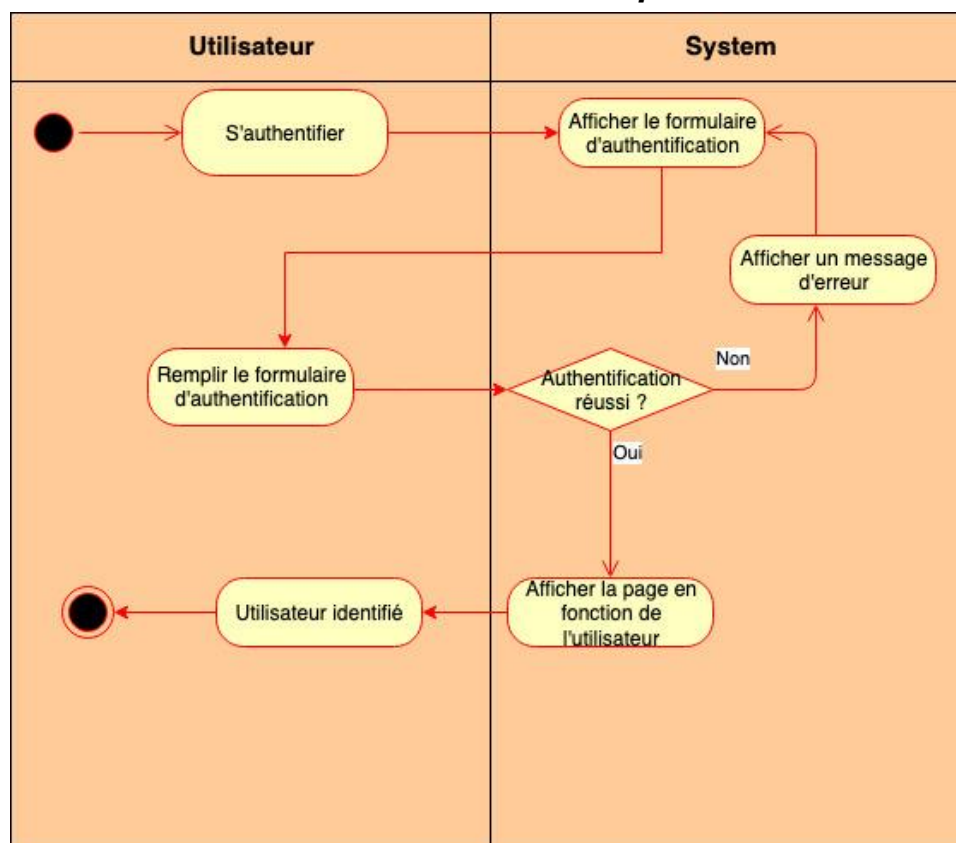 Utilisateur
System
S'authentifier
Afficher le formulaire
d'authentification
Afficher un message
d'erreur
Remplir le formulaire
d'authentification
Authentification
réussi ?
Non
Oui
Afficher la page en
fonction de
l'utilisateur
Utilisateur identifié